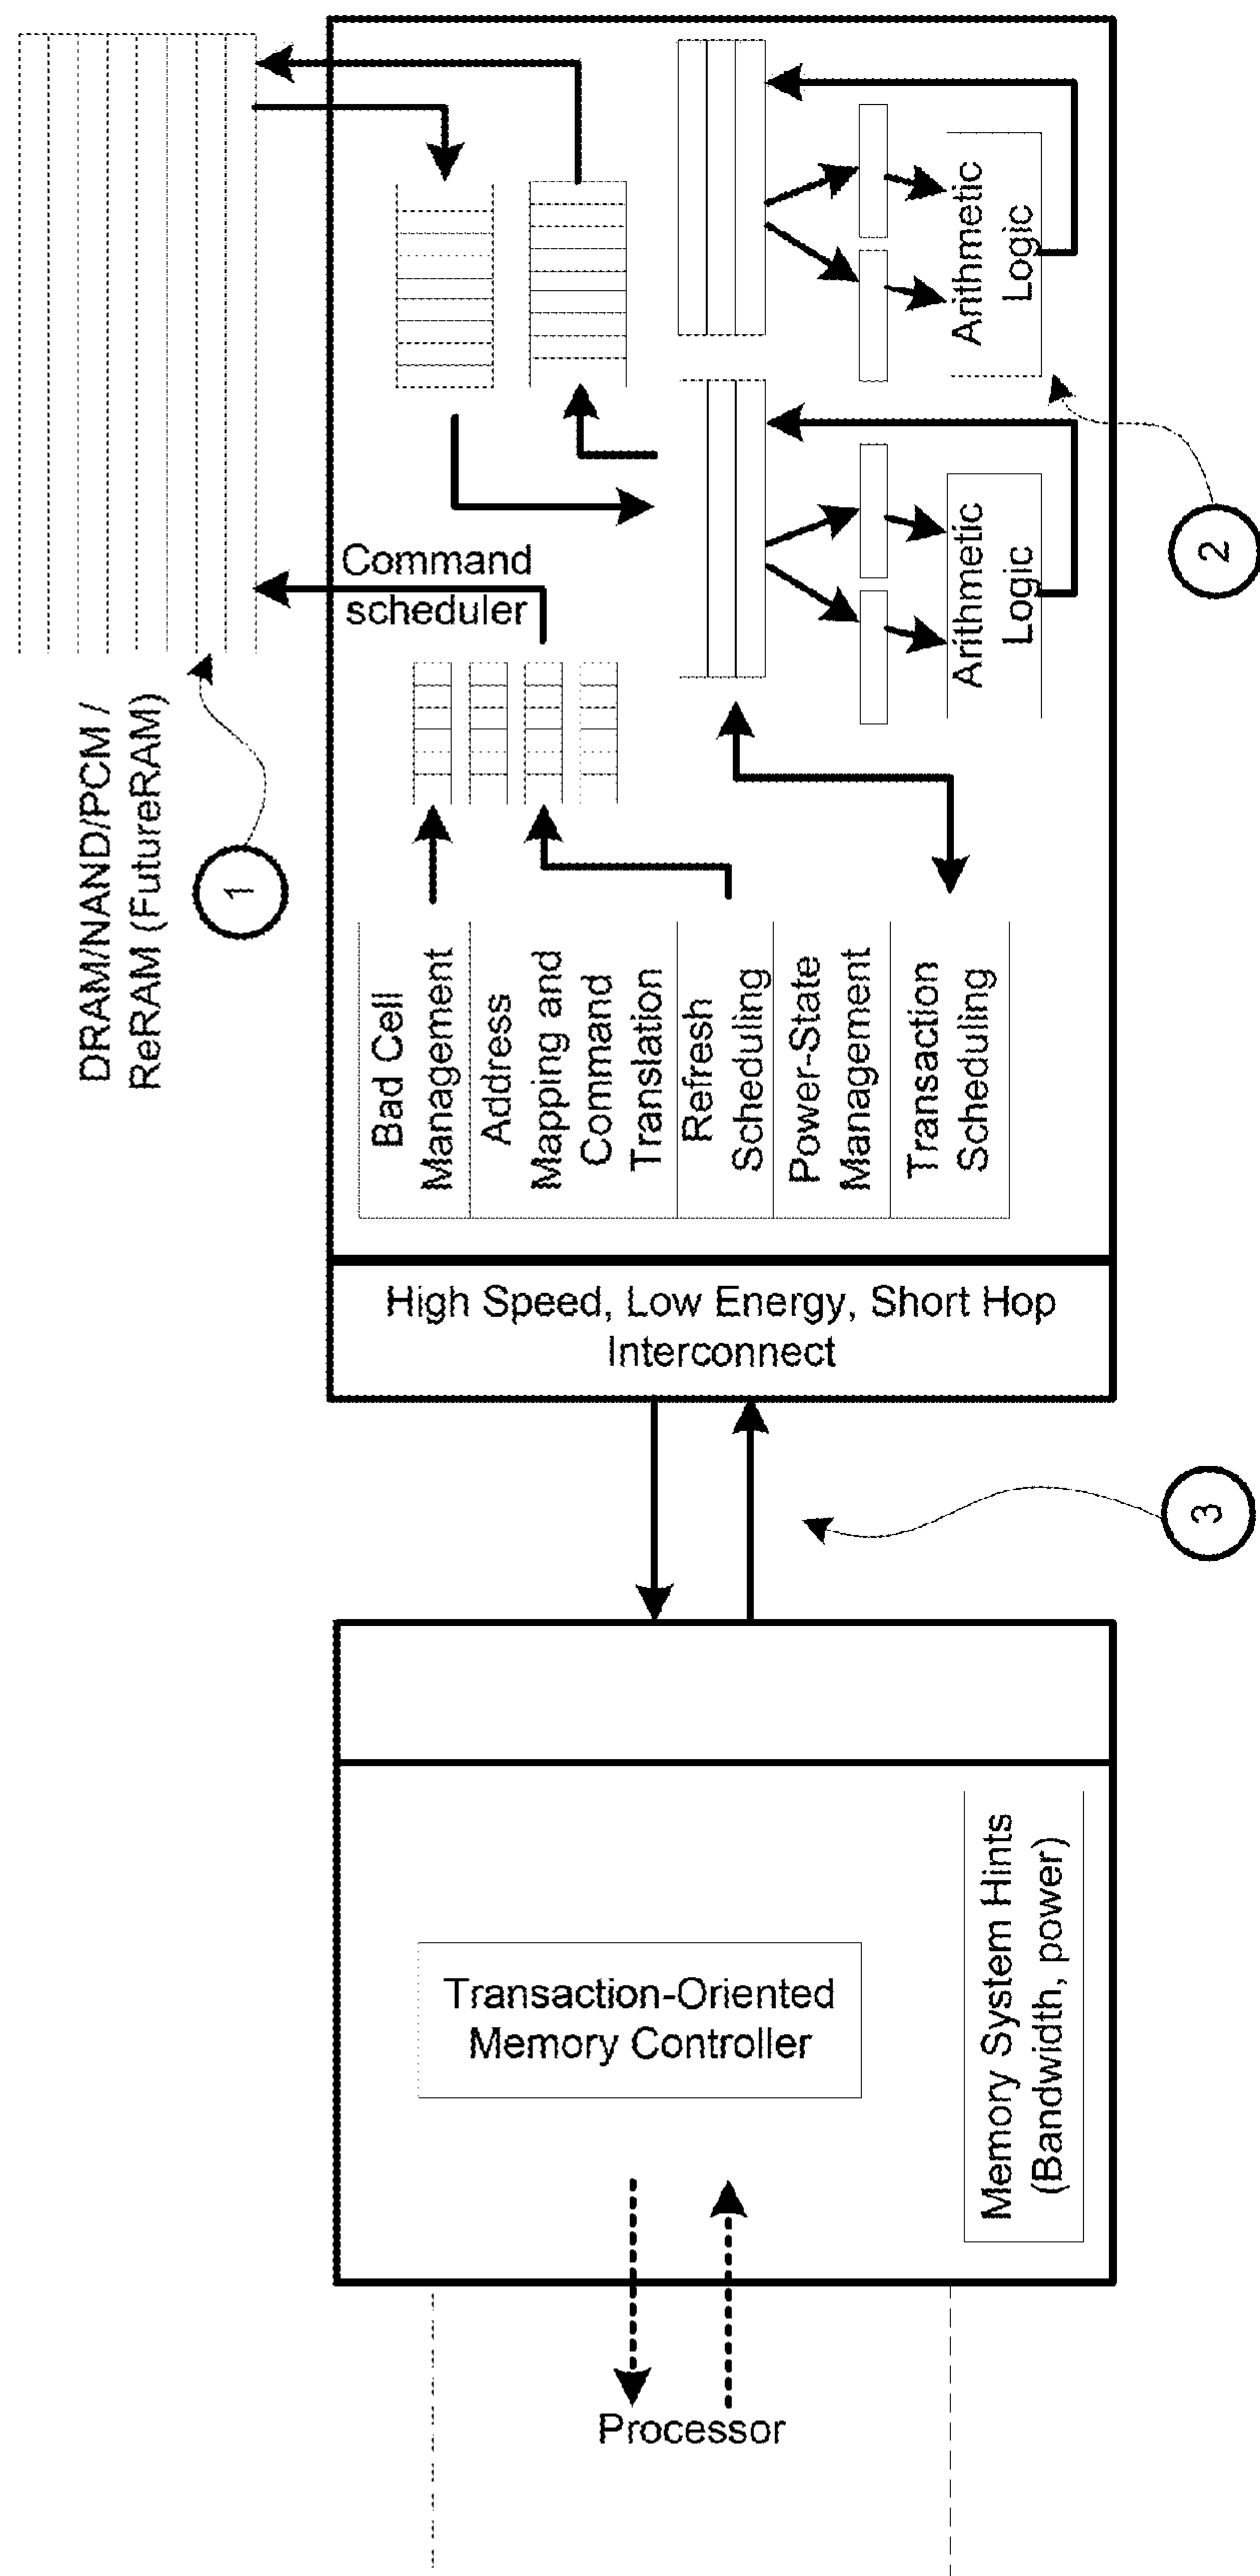 DRAM/NAND/PCM /
ReRAM (FutureRAM)
1
Command
scheduler
Bad Cell
Management
Address
Mapping and
Command
Translation
Refresh
Scheduling
Power-State
Management
Transaction
Scheduling
Arithmetic
Logic
Arithmetic
Logic
2
High Speed, Low Energy, Short Hop
Interconnect
3
Transaction-Oriented
Memory Controller
Memory System Hints
(Bandwidth, power)
Processor